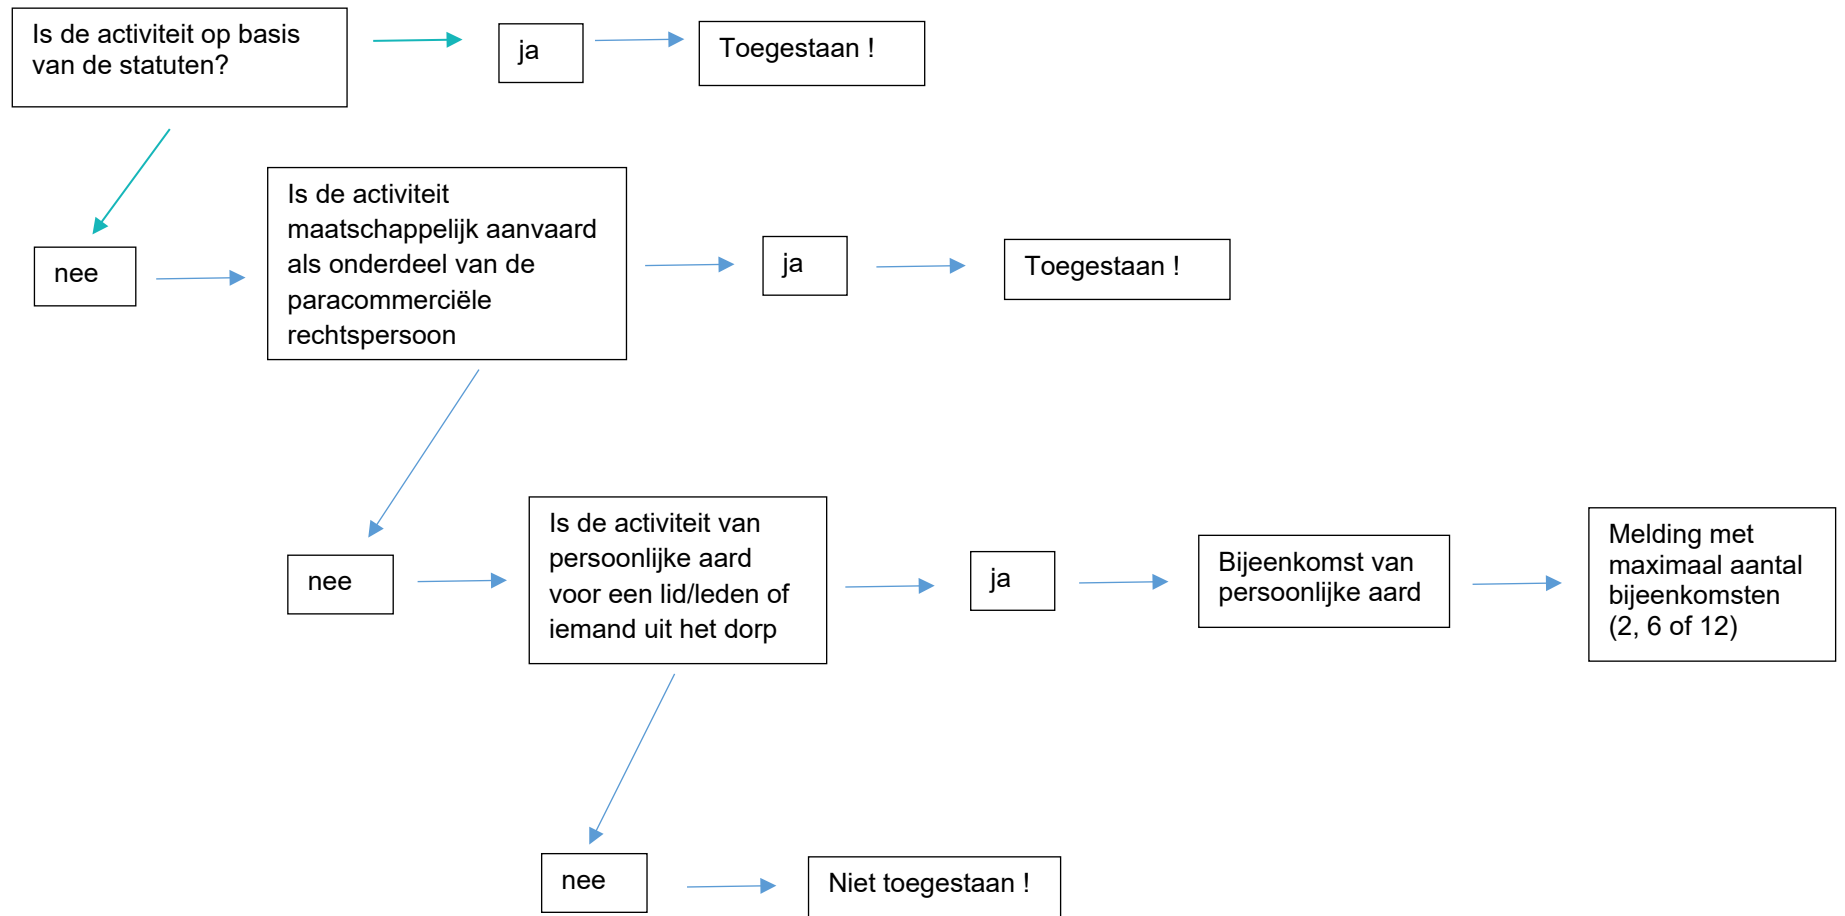 Is de activiteit op basis
van de statuten?
ja
Toegestaan !
nee
Is de activiteit
maatschappelijk aanvaard
als onderdeel van de
paracommerciële
rechtspersoon
ja
Toegestaan !
nee
Is de activiteit van
persoonlijke aard
voor een lid/leden of
iemand uit het dorp
ja
Bijeenkomst van
persoonlijke aard
Melding met
maximaal aantal
bijeenkomsten
(2, 6 of 12)
nee
Niet toegestaan !